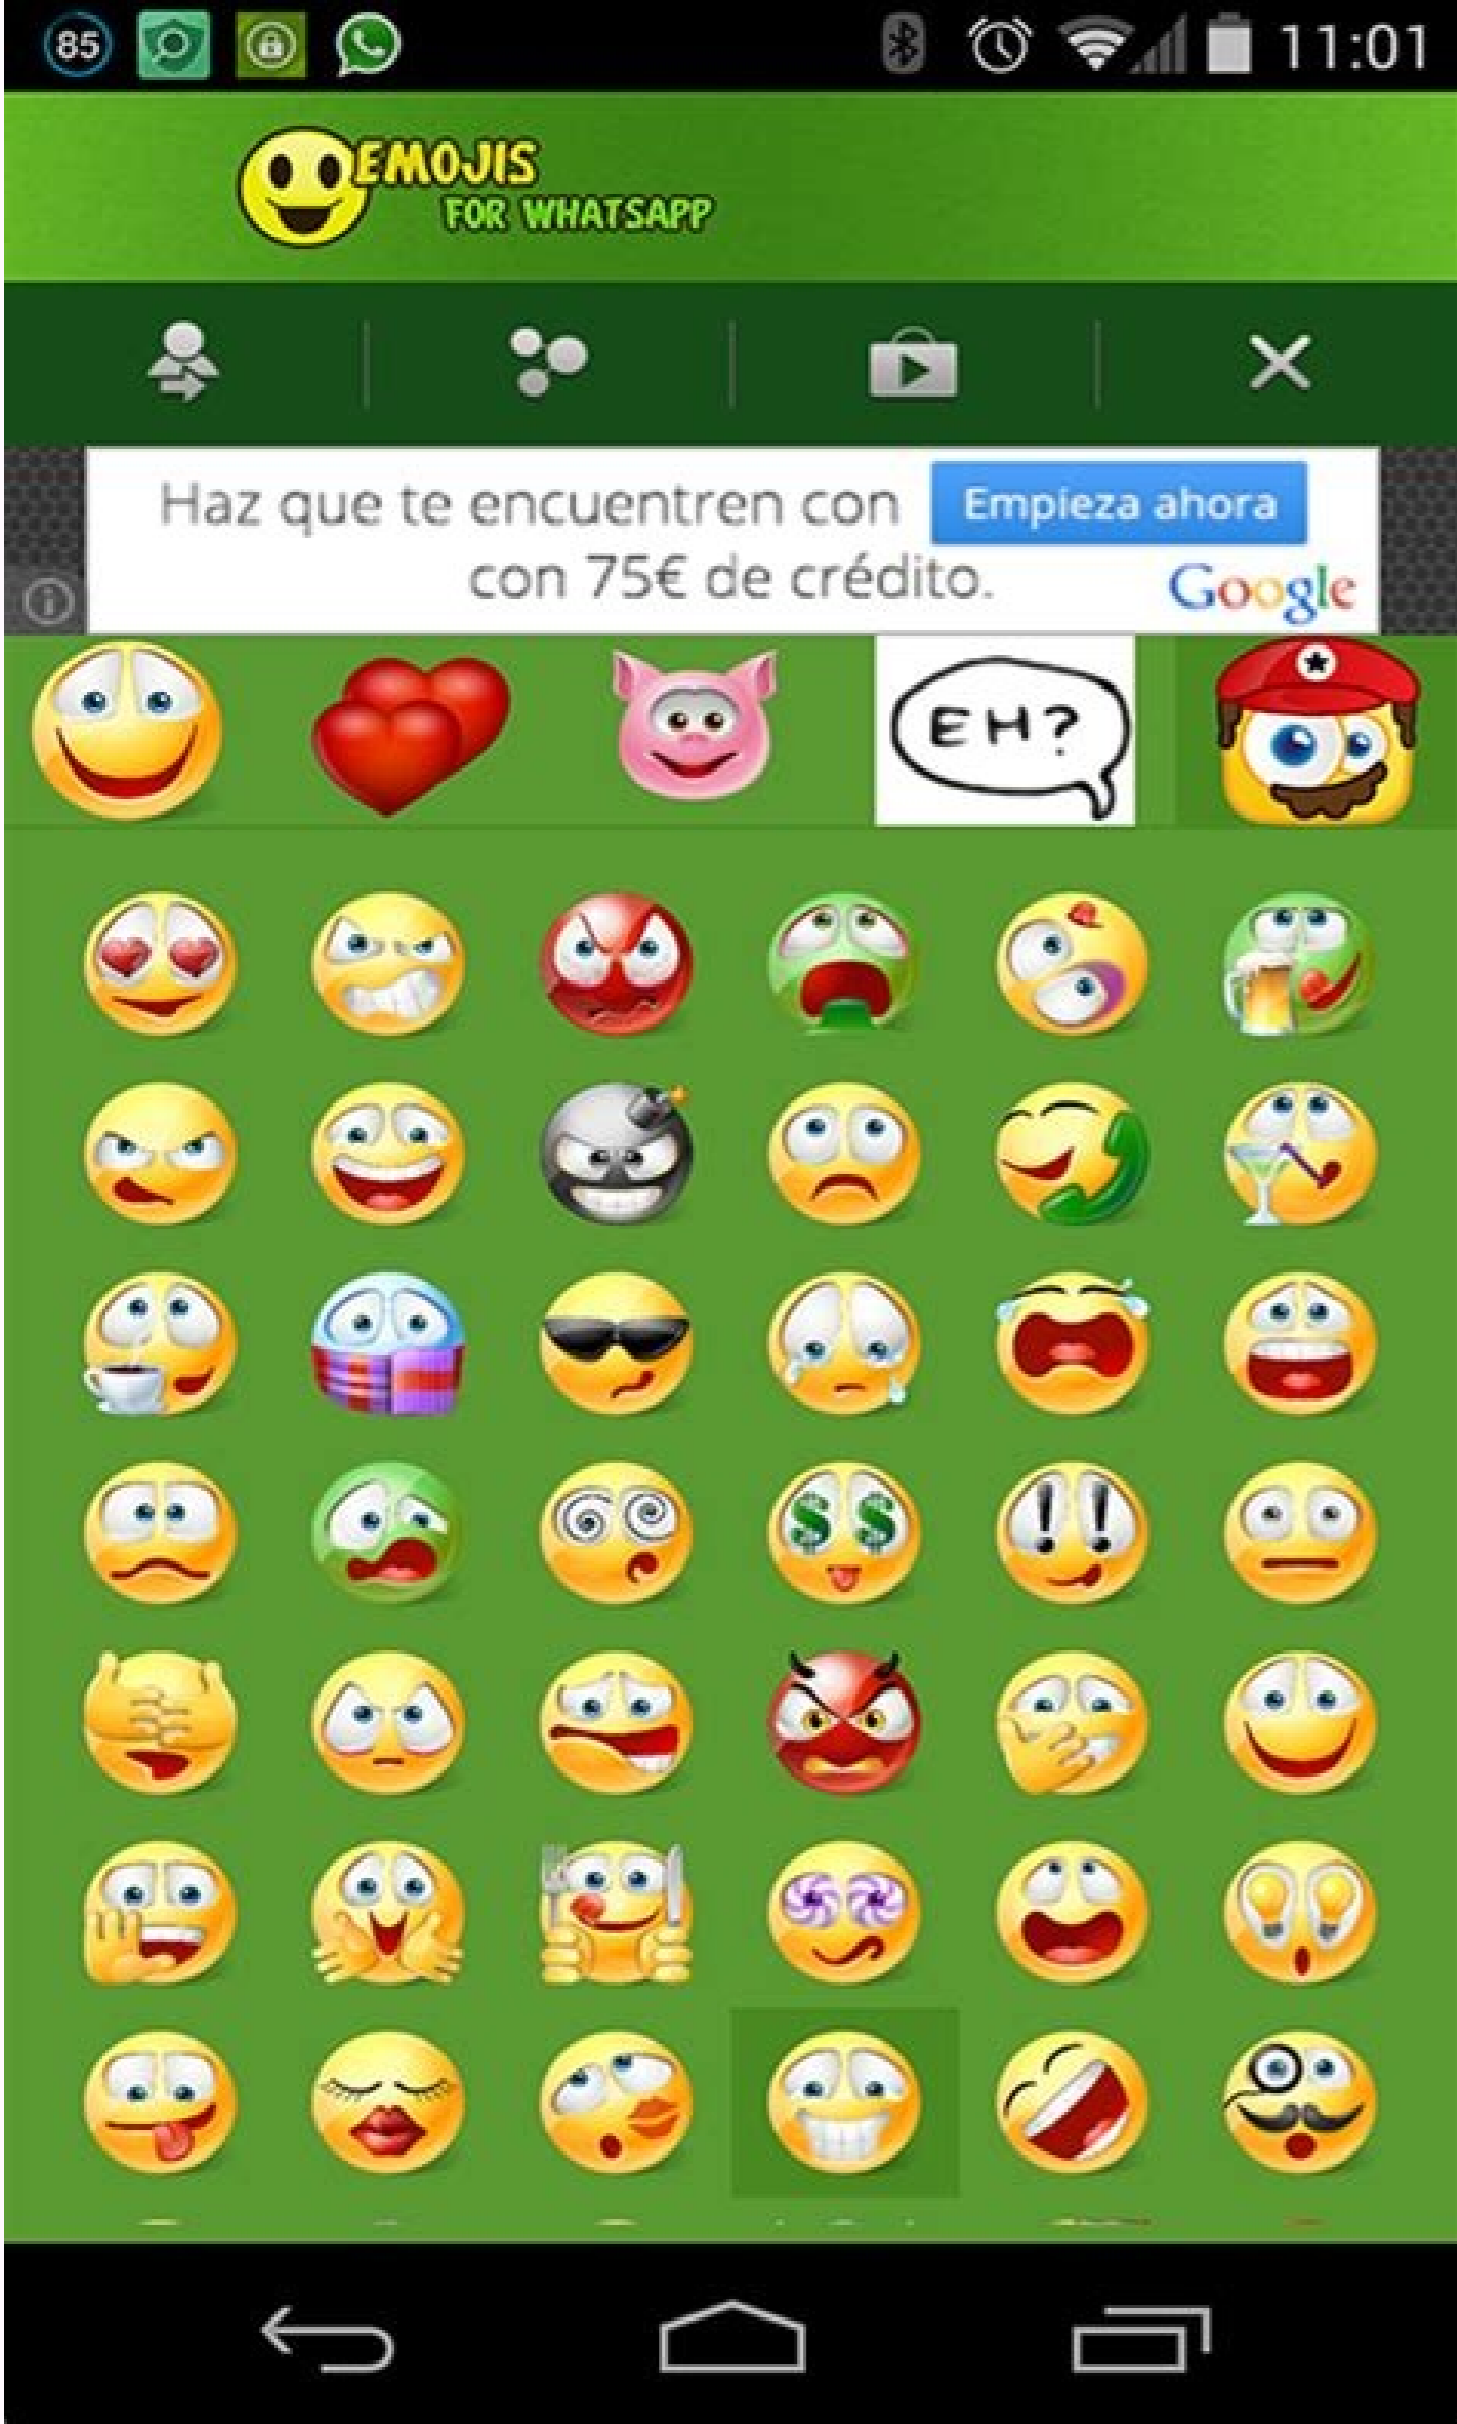 85
11:01
EMOJIS
FOR WHATSAPP
Haz que te encuentren con
Empieza ahora
con 75€ de crédito.
Google
EH?